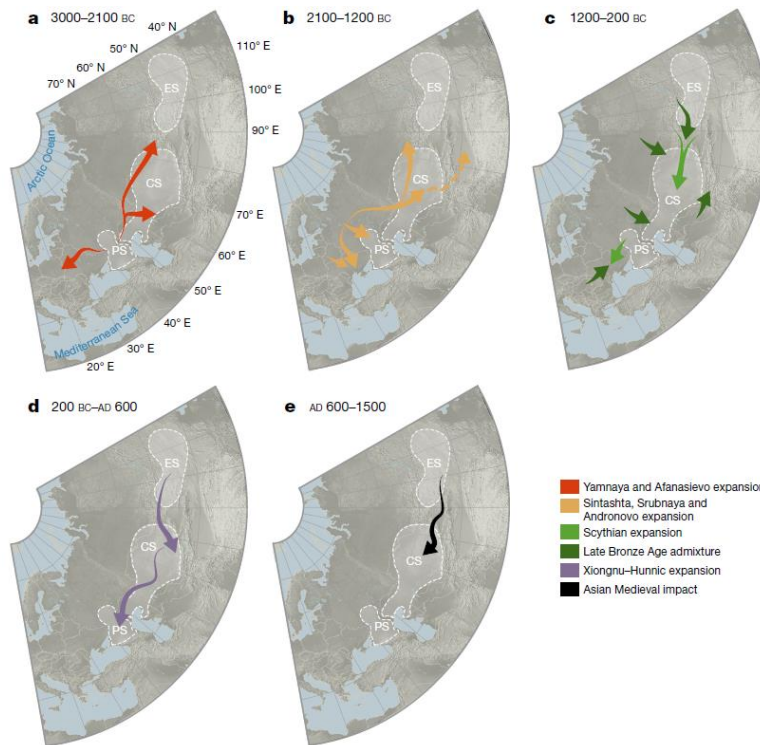 a 3000–2100 BC
40° N
50° N
60° N
70° N
110° E
100° E
90° E
70° E
60° E
50° E
40° E
30° E
20° E
Arctic Ocean
Mediterranean Sea
ES
CS
PS
b 2100–1200 BC
ES
CS
PS
c 1200–200 BC
ES
CS
PS
d 200 BC–AD 600
ES
CS
PS
e AD 600–1500
ES
CS
PS
Yamnaya and Afanasievo expansion
Sintashta, Srubnaya and
Andronovo expansion
Scythian expansion
Late Bronze Age admixture
Xiongnu–Hunnic expansion
Asian Medieval impact